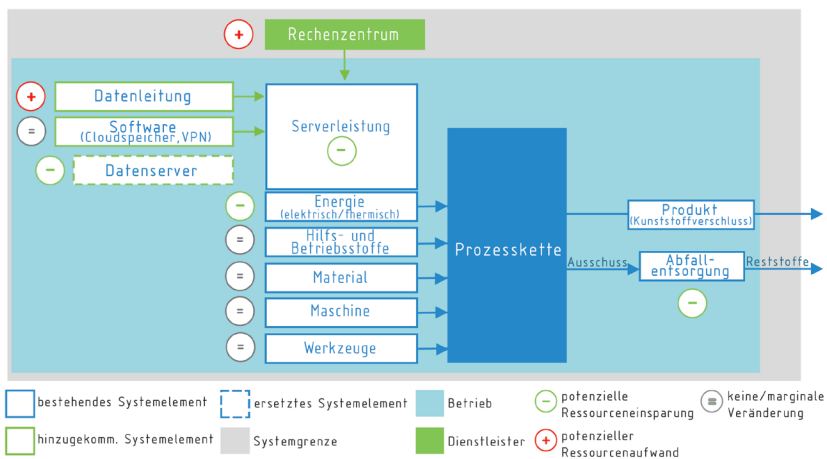 +
Rechenzentrum
+
Datenleitung
=
Software
(Cloudspeicher,VPN)
-
Datenserver
Serverleistung
-
-
Energie
(elektrisch/thermisch)
=
Hilfs- und
Betriebsstoffe
=
Material
=
Maschine
=
Werkzeuge
Prozesskette
Produkt
(Kunststoffverschluss)
Ausschuss
Abfall-
entsorgung
Reststoffe
-
bestehendes Systemelement
ersetztes Systemelement
Betrieb
-
potenzielle
Ressourceneinsparung
=
keine/marginale
Veränderung
hinzugekomm. Systemelement
Systemgrenze
Dienstleister
+
potenzieller
Ressourcenaufwand